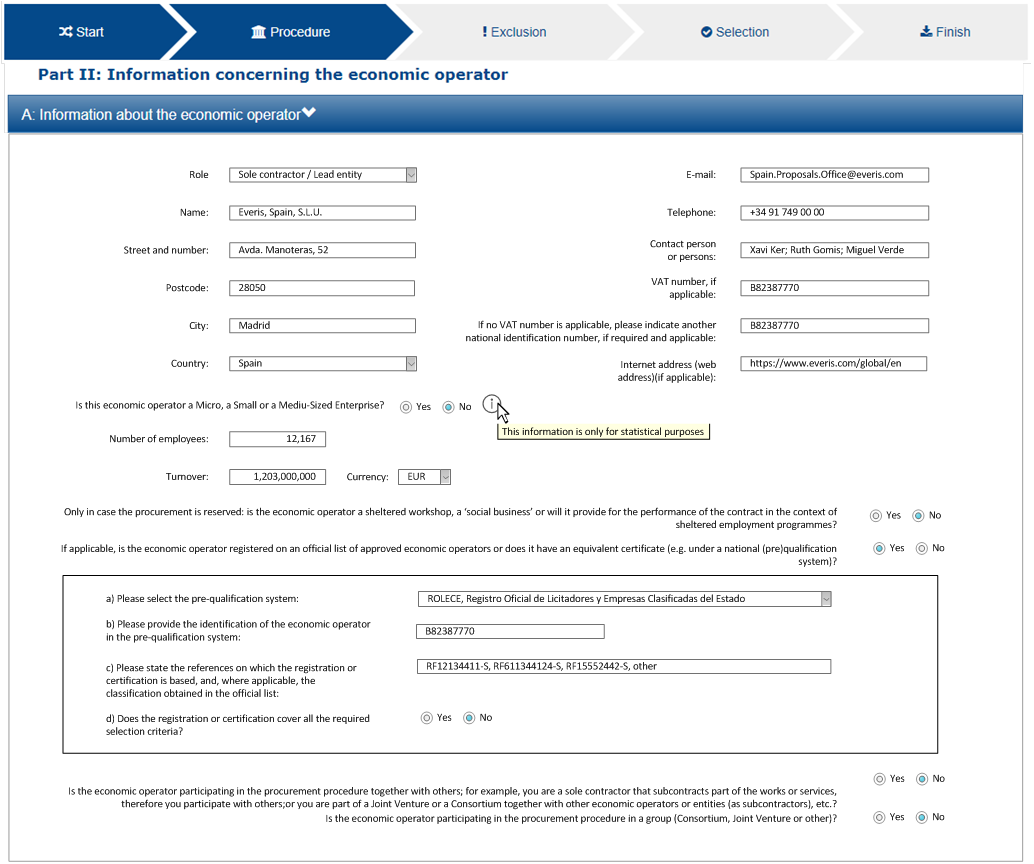 Start
Procedure
Exclusion
Selection
Finish
Part II: Information concerning the economic operator
A: Information about the economic operator
Role
Sole contractor / Lead entity
E-mail:
Spain.Proposals.Office@everis.com
Name:
Everis, Spain, S.L.U.
Telephone:
+34 91 749 00 00
Street and number:
Avda. Manoteras, 52
Contact person
or persons:
Xavi Ker; Ruth Gomis; Miguel Verde
Postcode:
28050
VAT number, if
applicable:
B82387770
City:
Madrid
If no VAT number is applicable, please indicate another
national identification number, if required and applicable:
B82387770
Country:
Spain
Internet address (web
address)(if applicable):
https://www.everis.com/global/en
Is this economic operator a Micro, a Small or a Mediu-Sized Enterprise?
Yes
No
i
This information is only for statistical purposes
Number of employees:
12,167
Turnover:
1,203,000,000
Currency:
EUR
Only in case the procurement is reserved: is the economic operator a sheltered workshop, a ‘social business’ or will it provide for the performance of the contract in the context of
sheltered employment programmes?
Yes
No
If applicable, is the economic operator registered on an official list of approved economic operators or does it have an equivalent certificate (e.g. under a national (pre)qualification
system)?
Yes
No
a) Please select the pre-qualification system:
ROLECE, Registro Oficial de Licitadores y Empresas Clasificadas del Estado
b) Please provide the identification of the economic operator
in the pre-qualification system:
B82387770
c) Please state the references on which the registration or
certification is based, and, where applicable, the
classification obtained in the official list:
RF12134411-S, RF611344124-S, RF15552442-S, other
d) Does the registration or certification cover all the required
selection criteria?
Yes
No
Yes
No
Is the economic operator participating in the procurement procedure together with others; for example, you are a sole contractor that subcontracts part of the works or services,
therefore you participate with others;or you are part of a Joint Venture or a Consortium together with other economic operators or entities (as subcontractors), etc.?
Is the economic operator participating in the procurement procedure in a group (Consortium, Joint Venture or other)?
Yes
No